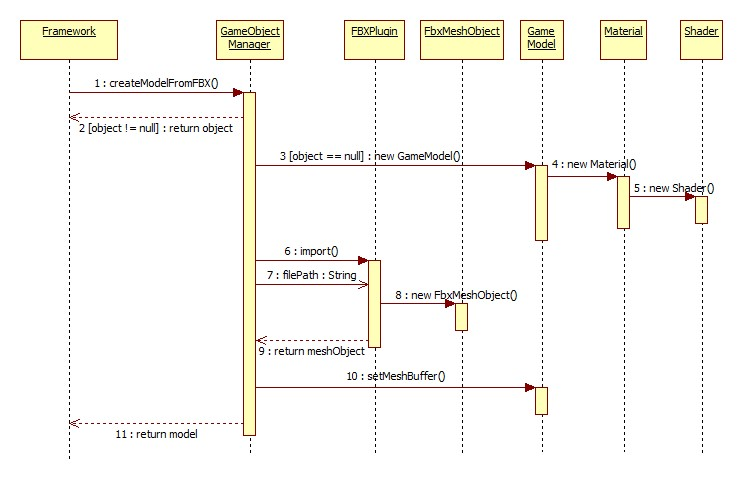 Framework
GameObject
Manager
FBXPlugin
FbxMeshObject
Game
Model
Material
Shader
1 : createModelFromFBX()
2 [object != null] : return object
3 [object == null] : new GameModel()
4 : new Material()
5 : new Shader()
6 : import()
7 : filePath : String
8 : new FbxMeshObject()
9 : return meshObject
10 : setMeshBuffer()
11 : return model